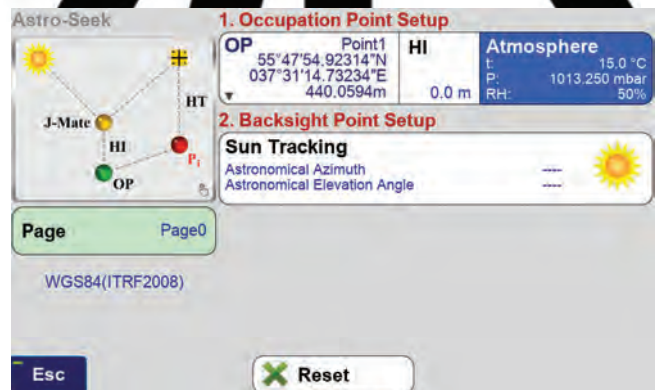 Astro-Seek
1. Occupation Point Setup
J-Mate
HI
HT
OP
Pi
OP
Point1
55°47'54.92314"N
037°31'14.73234"E
440.0594m
HI
0.0 m
Atmosphere
t: 15.0 °C
P: 1013.250 mbar
RH: 50%
2. Backsight Point Setup
Sun Tracking
Astronomical Azimuth ----
Astronomical Elevation Angle ----
Page Page0
WGS84(ITRF2008)
Esc
Reset